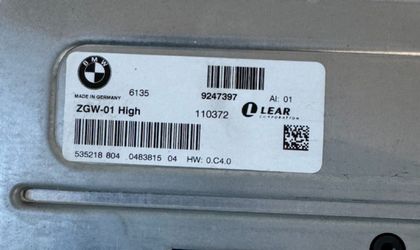 BMW
MADE IN GERMANY 6135 9247397 AI: 01
ZGW-01 High 110372 LEAR
CORPORATION
535218 804 0483815 04 HW: 0.C4.0